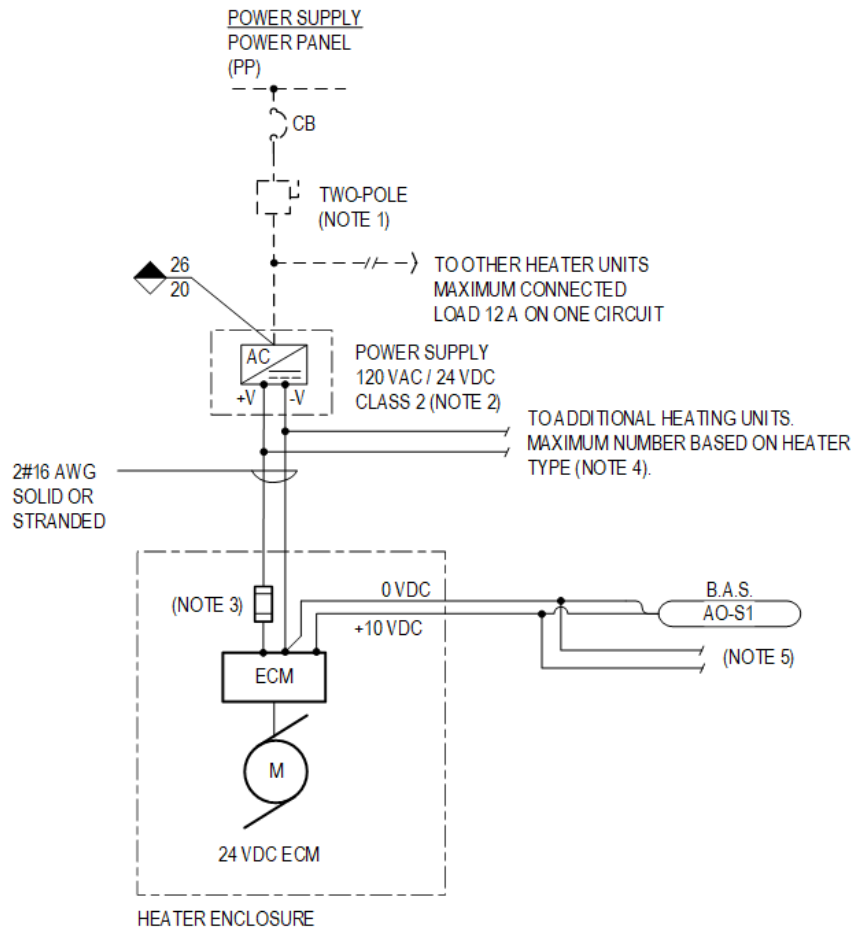 POWER SUPPLY
POWER PANEL
(PP)
CB
TWO-POLE
(NOTE 1)
26
20
TO OTHER HEATER UNITS
MAXIMUM CONNECTED
LOAD 12 A ON ONE CIRCUIT
AC
+V
-V
POWER SUPPLY
120 VAC / 24 VDC
CLASS 2 (NOTE 2)
TO ADDITIONAL HEATING UNITS.
MAXIMUM NUMBER BASED ON HEATER
TYPE (NOTE 4).
2#16 AWG
SOLID OR
STRANDED
(NOTE 3)
0 VDC
+10 VDC
B.A.S.
AO-S1
(NOTE 5)
ECM
M
24 VDC ECM
HEATER ENCLOSURE